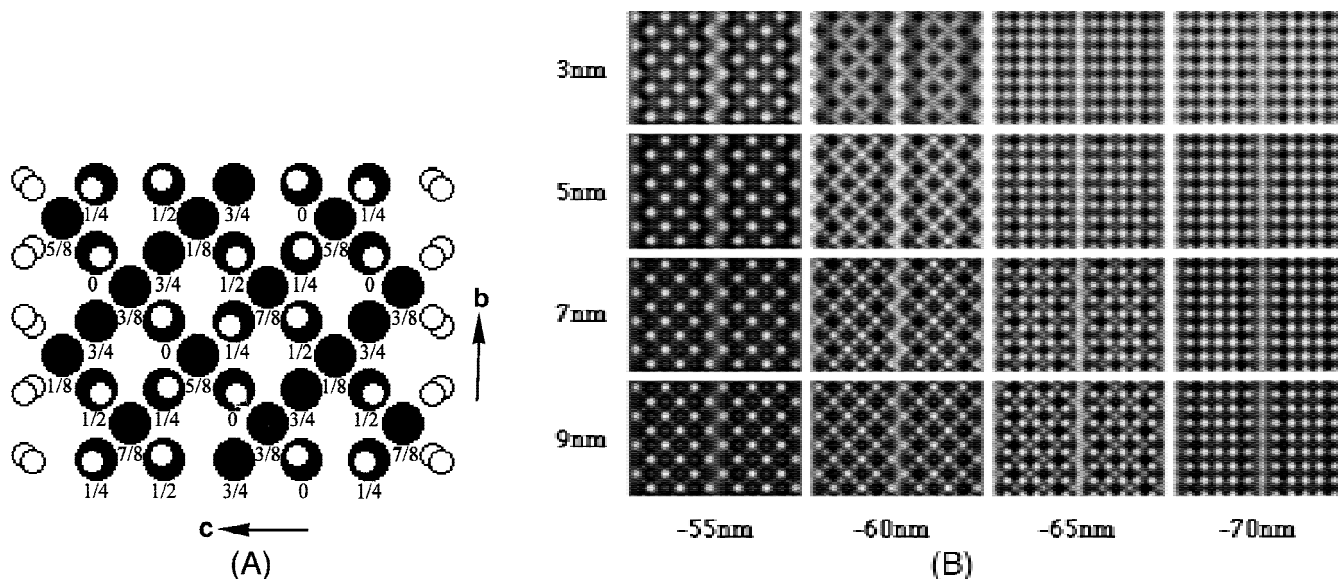 1/4 1/2 3/4 0 1/4
5/8 1/8 5/8
0 3/4 1/2 1/4 0
b
3/8 7/8 3/8
3/4 0 1/4 1/2 3/4
1/8 5/8 1/8
1/2 1/4 0 3/4 1/2
7/8 3/8 7/8
1/4 1/2 3/4 0 1/4
c
(A)
3nm
5nm
7nm
9nm
-55nm -60nm -65nm -70nm
(B)